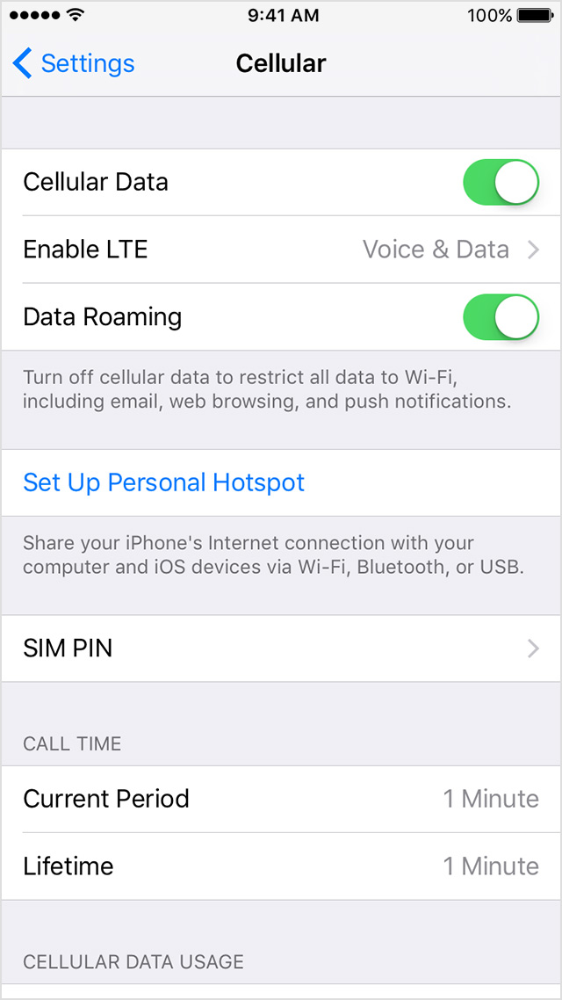 9:41 AM 100%
Settings Cellular
Cellular Data
Enable LTE Voice & Data
Data Roaming
Turn off cellular data to restrict all data to Wi-Fi,
including email, web browsing, and push notifications.
Set Up Personal Hotspot
Share your iPhone's Internet connection with your
computer and iOS devices via Wi-Fi, Bluetooth, or USB.
SIM PIN
CALL TIME
Current Period 1 Minute
Lifetime 1 Minute
CELLULAR DATA USAGE